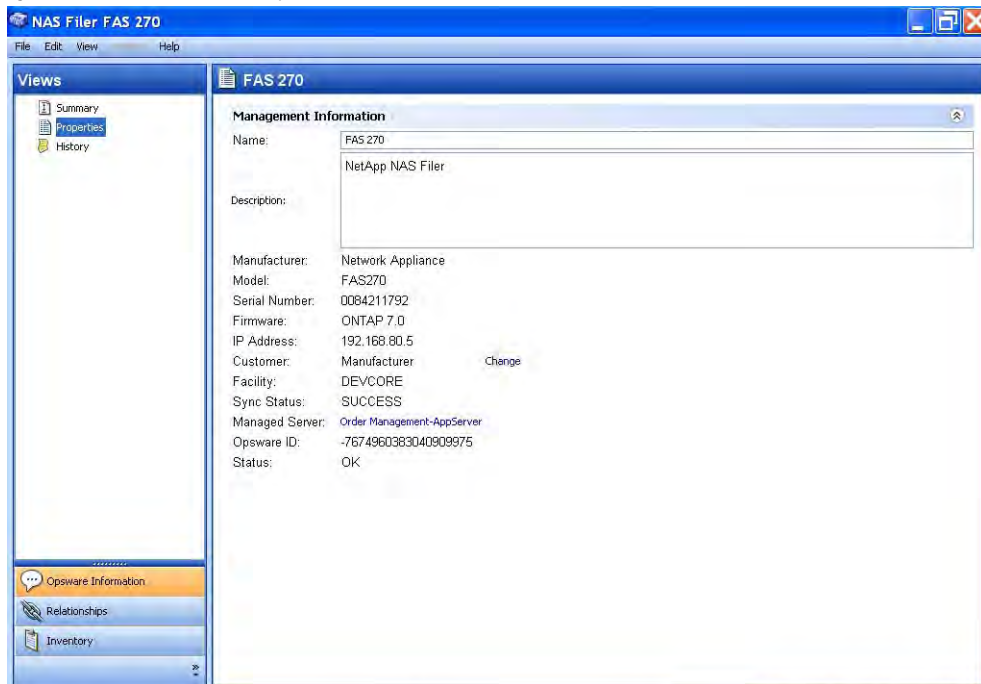 NAS Filer FAS 270
File Edit View Help
Views
FAS 270
Summary
Properties
History
Management Information
Name: FAS 270
NetApp NAS Filer
Description:
Manufacturer: Network Appliance
Model: FAS270
Serial Number: 0084211792
Firmware: ONTAP 7.0
IP Address: 192.168.80.5
Customer: Manufacturer Change
Facility: DEVCORE
Sync Status: SUCCESS
Managed Server: Order Management-AppServer
Opsware ID: -7674960383040909975
Status: OK
Opsware Information
Relationships
Inventory